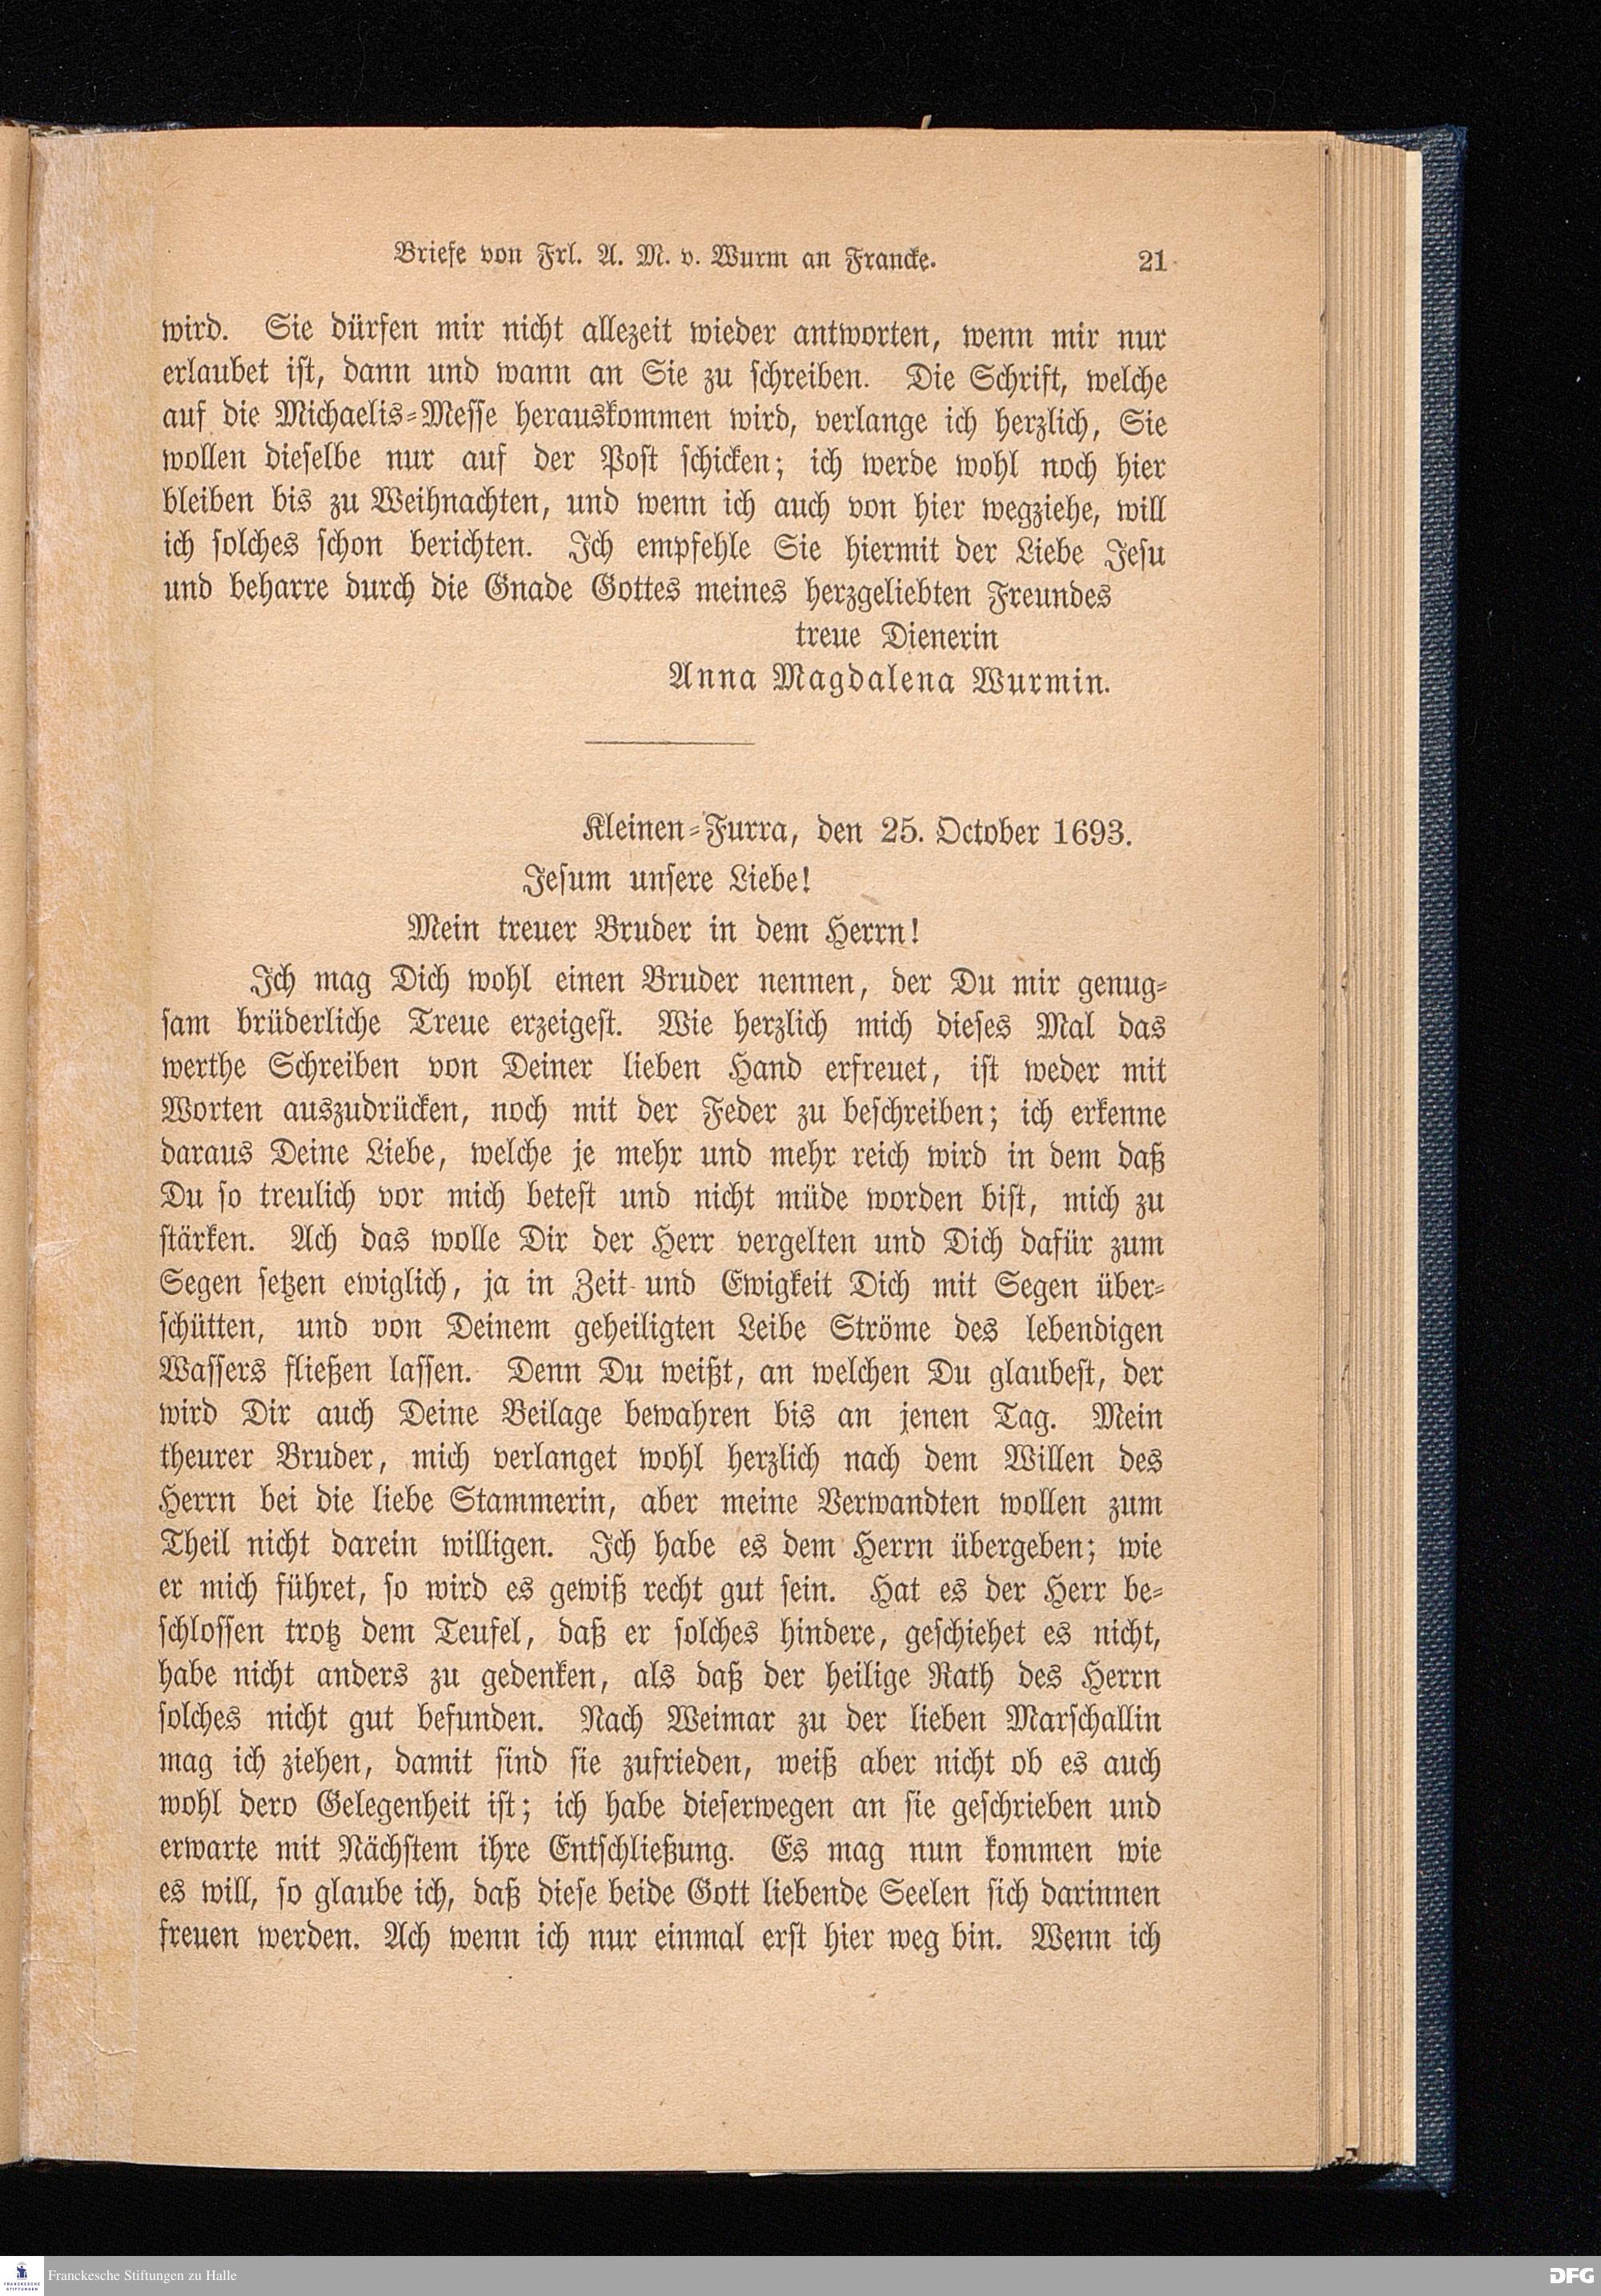 Briefe von Frl. A. M. v. Wurm an Francke. 21
wird. Sie dürfen mir nicht allezeit wieder antworten, wenn mir nur
erlaubet ist, dann und wann an Sie zu schreiben. Die Schrift, welche
auf die Michaelis-Messe herauskommen wird, verlange ich herzlich, Sie
wollen dieselbe nur auf der Post schicken; ich werde wohl noch hier
bleiben bis zu Weihnachten, und wenn ich auch von hier wegziehe, will
ich solches schon berichten. Ich empfehle Sie hiermit der Liebe Jesu
und beharre durch die Gnade Gottes meines herzgeliebten Freundes
treue Dienerin
Anna Magdalena Wurmin.
Kleinen-Furra, den 25. October 1693.
Jesum unsere Liebe!
Mein treuer Bruder in dem Herrn!
Ich mag Dich wohl einen Bruder nennen, der Du mir genug-
sam brüderliche Treue erzeigest. Wie herzlich mich dieses Mal das
werthe Schreiben von Deiner lieben Hand erfreuet, ist weder mit
Worten auszudrücken, noch mit der Feder zu beschreiben; ich erkenne
daraus Deine Liebe, welche je mehr und mehr reich wird in dem daß
Du so treulich vor mich betest und nicht müde worden bist, mich zu
stärken. Ach das wolle Dir der Herr vergelten und Dich dafür zum
Segen setzen ewiglich, ja in Zeit und Ewigkeit Dich mit Segen über-
schütten, und von Deinem geheiligten Leibe Ströme des lebendigen
Wassers fließen lassen. Denn Du weißt, an welchen Du glaubest, der
wird Dir auch Deine Beilage bewahren bis an jenen Tag. Mein
theurer Bruder, mich verlanget wohl herzlich nach dem Willen des
Herrn bei die liebe Stammerin, aber meine Verwandten wollen zum
Theil nicht darein willigen. Ich habe es dem Herrn übergeben; wie
er mich führet, so wird es gewiß recht gut sein. Hat es der Herr be-
schlossen trotz dem Teufel, daß er solches hindere, geschiehet es nicht,
habe nicht anders zu gedenken, als daß der heilige Rath des Herrn
solches nicht gut befunden. Nach Weimar zu der lieben Marschallin
mag ich ziehen, damit sind sie zufrieden, weiß aber nicht ob es auch
wohl dero Gelegenheit ist; ich habe dieserwegen an sie geschrieben und
erwarte mit Nächstem ihre Entschließung. Es mag nun kommen wie
es will, so glaube ich, daß diese beide Gott liebende Seelen sich darinnen
freuen werden. Ach wenn ich nur einmal erst hier weg bin. Wenn ich
FRANCKESCHE
STIFTUNGEN
Franckesche Stiftungen zu Halle
DFG